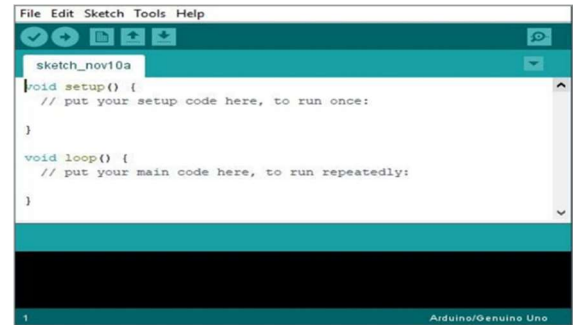 File Edit Sketch Tools Help
sketch_nov10a
void setup() {
  // put your setup code here, to run once:
}
void loop() {
  // put your main code here, to run repeatedly:
}
1 Arduino/Genuino Uno